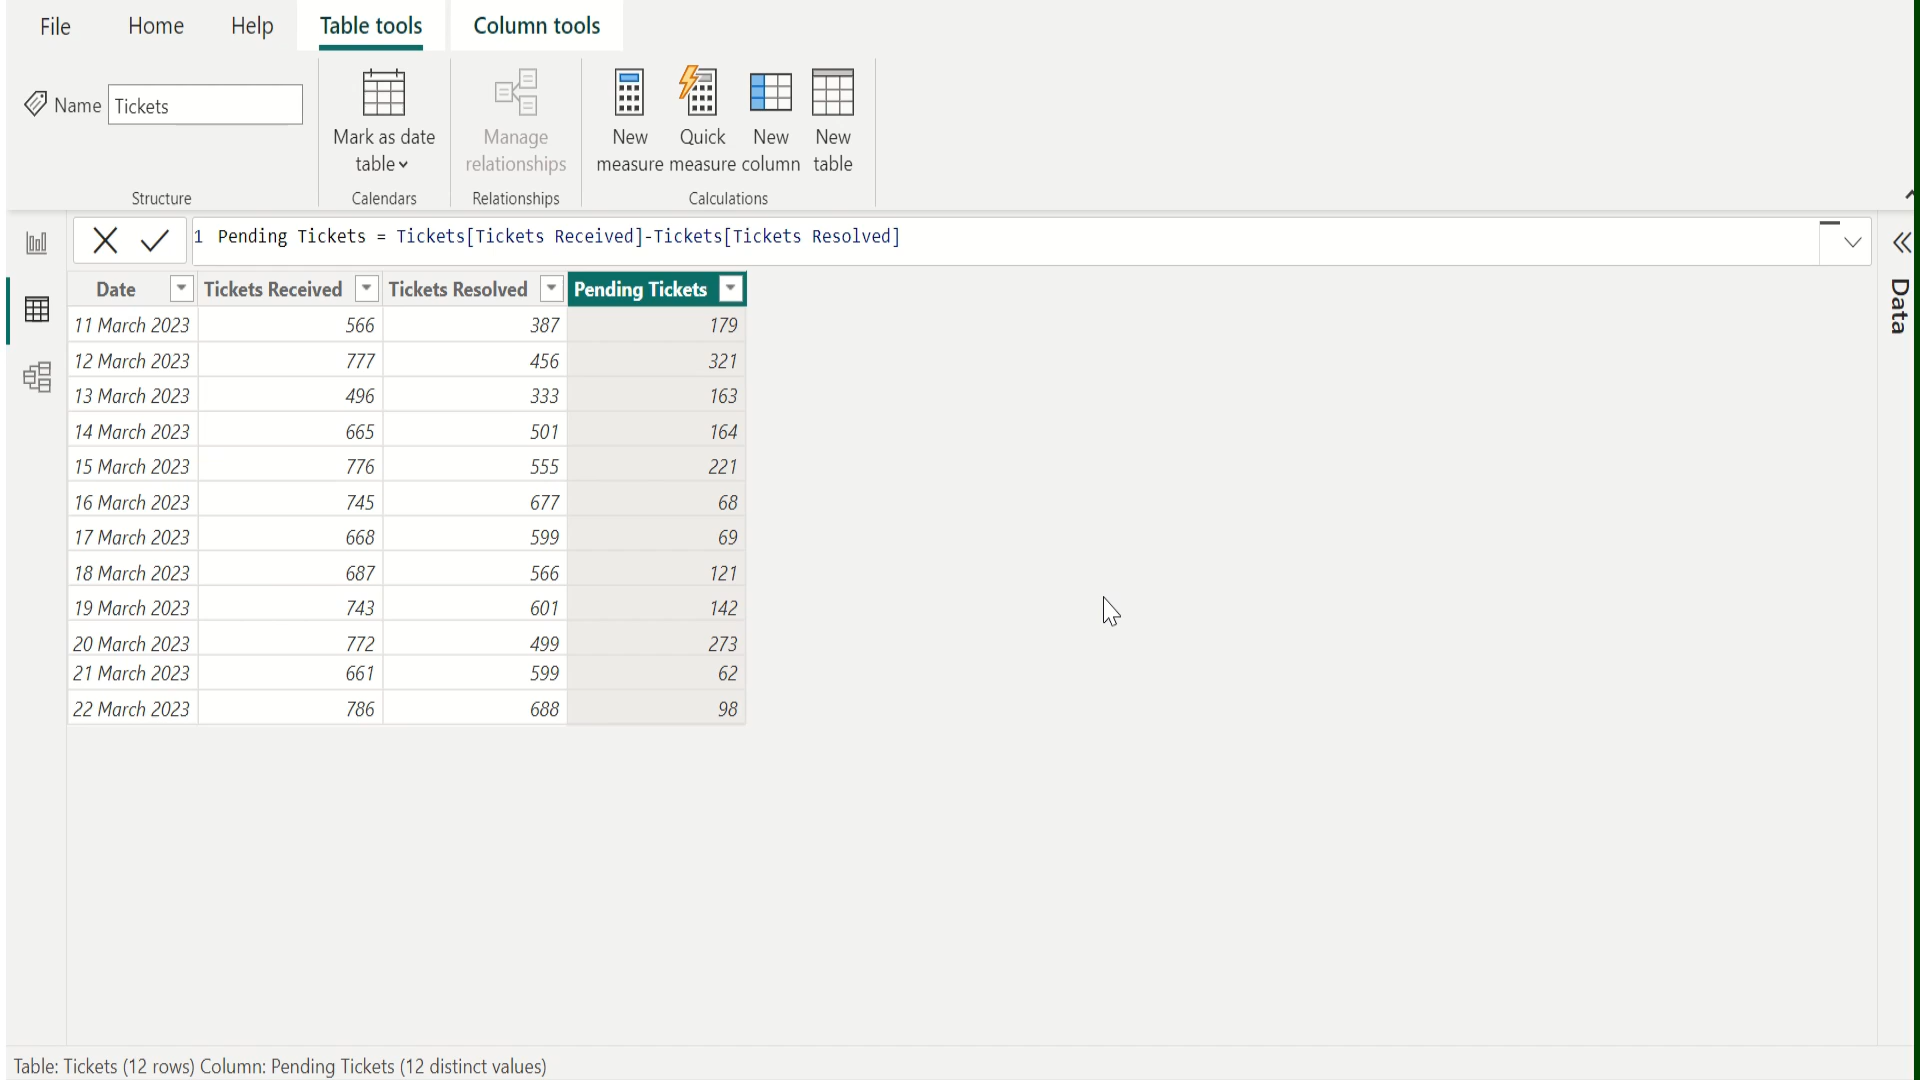 File Home Help Table tools Column tools
Name Tickets
Mark as date table
Manage relationships
New measure
Quick measure
New column
New table
Structure Calendars Relationships Calculations
1 Pending Tickets = Tickets[Tickets Received]-Tickets[Tickets Resolved]
Data
Date Tickets Received Tickets Resolved Pending Tickets
11 March 2023 566 387 179
12 March 2023 777 456 321
13 March 2023 496 333 163
14 March 2023 665 501 164
15 March 2023 776 555 221
16 March 2023 745 677 68
17 March 2023 668 599 69
18 March 2023 687 566 121
19 March 2023 743 601 142
20 March 2023 772 499 273
21 March 2023 661 599 62
22 March 2023 786 688 98
Table: Tickets (12 rows) Column: Pending Tickets (12 distinct values)